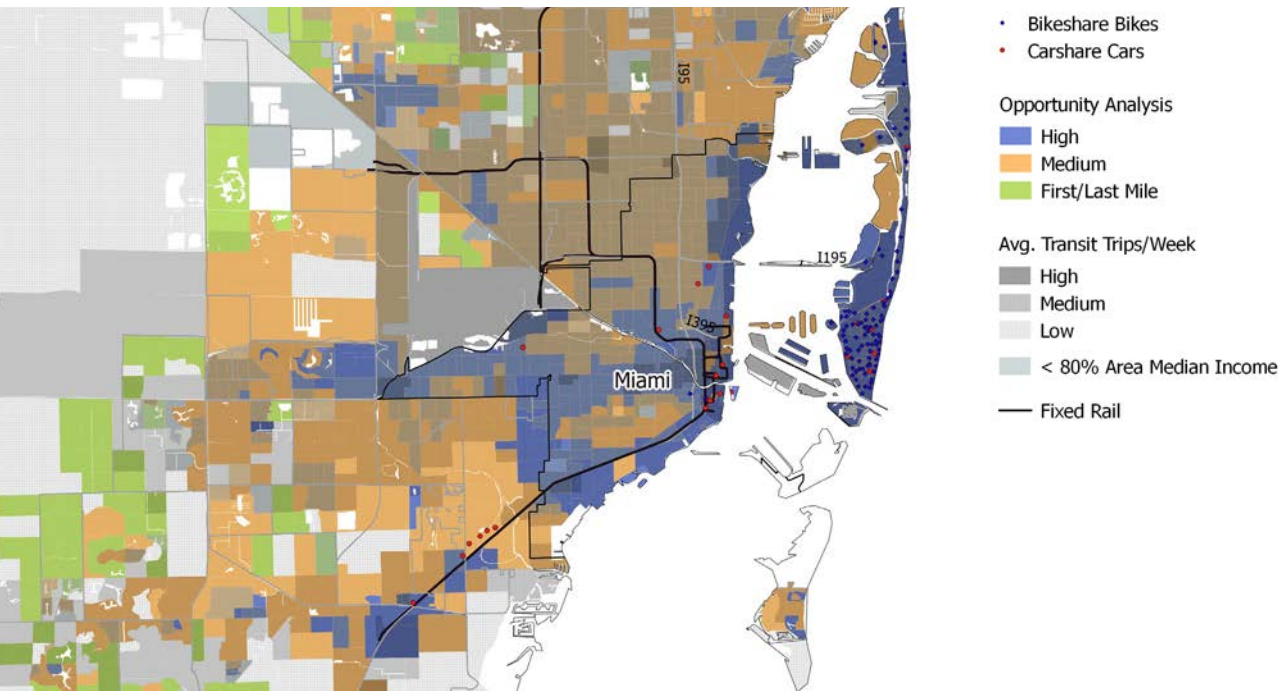 I95
I195
I395
Miami
Bikeshare Bikes
Carshare Cars
Opportunity Analysis
High
Medium
First/Last Mile
Avg. Transit Trips/Week
High
Medium
Low
< 80% Area Median Income
Fixed Rail